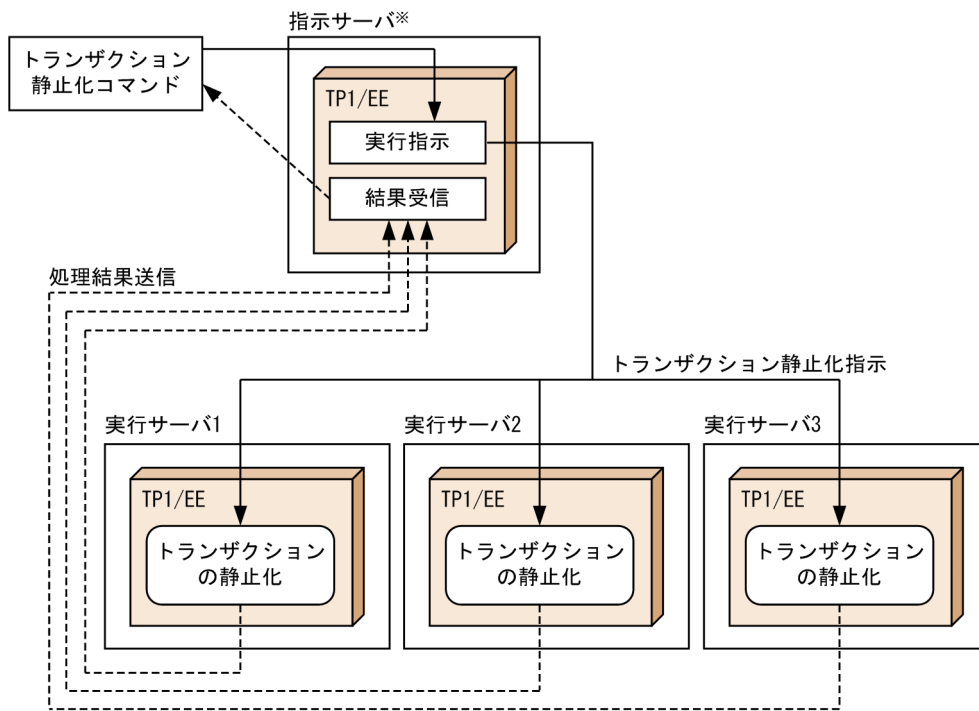 指示サーバ※
トランザクション
静止化コマンド
TP1/EE
実行指示
結果受信
処理結果送信
トランザクション静止化指示
実行サーバ1
実行サーバ2
実行サーバ3
TP1/EE
TP1/EE
TP1/EE
トランザクション
の静止化
トランザクション
の静止化
トランザクション
の静止化